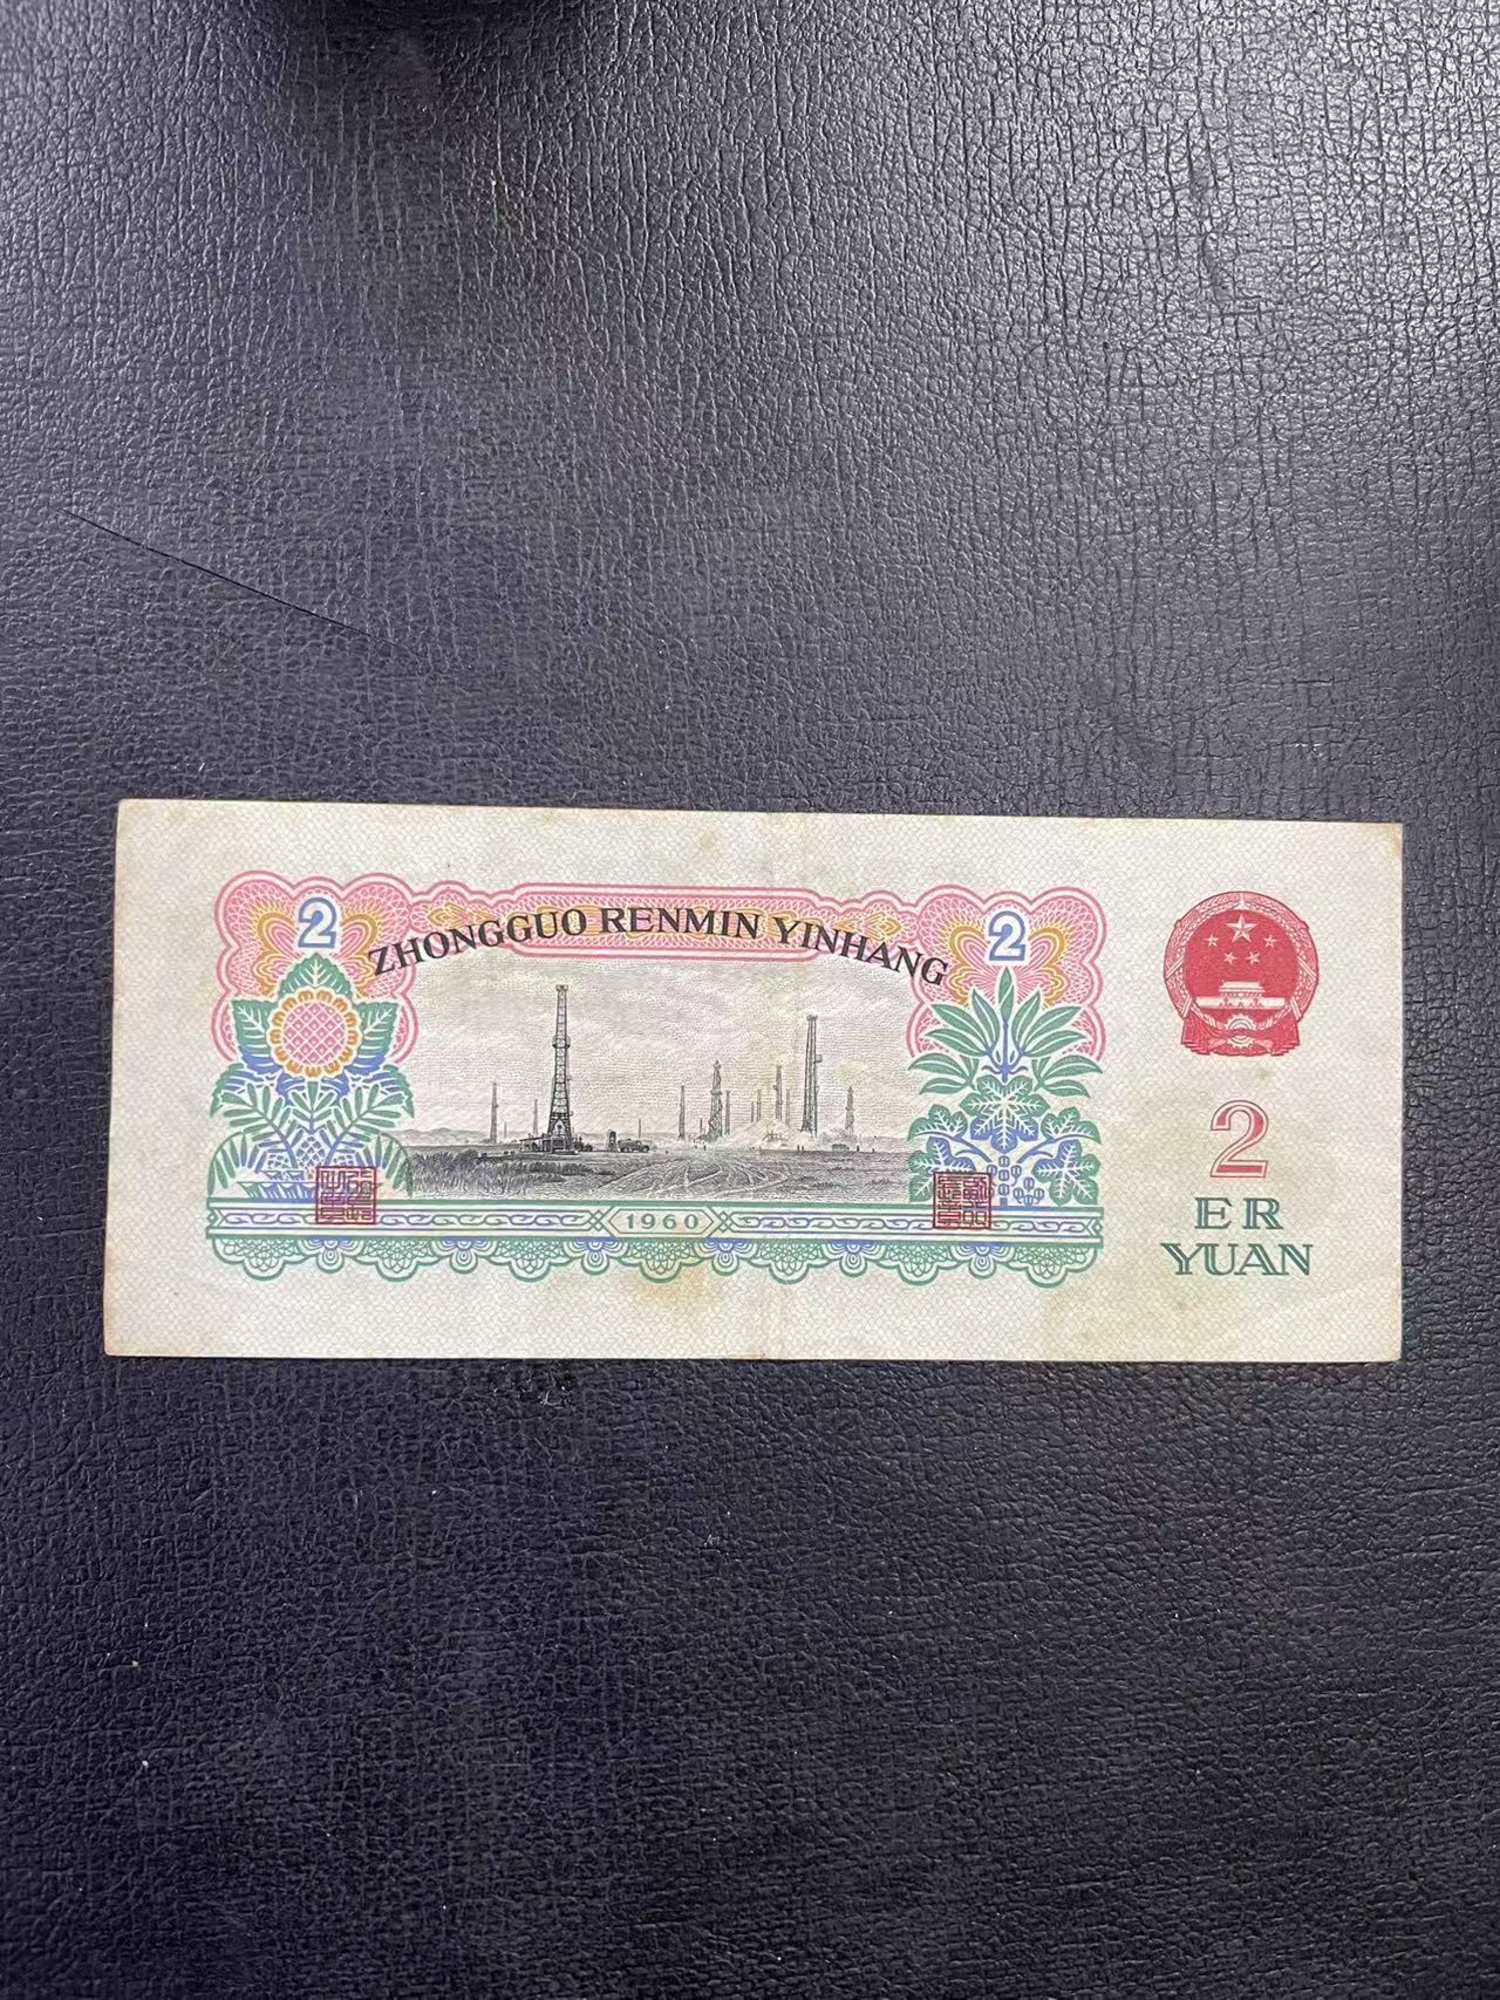 2
2
ZHONGGUO RENMIN YINHANG
1960
2
ER
YUAN